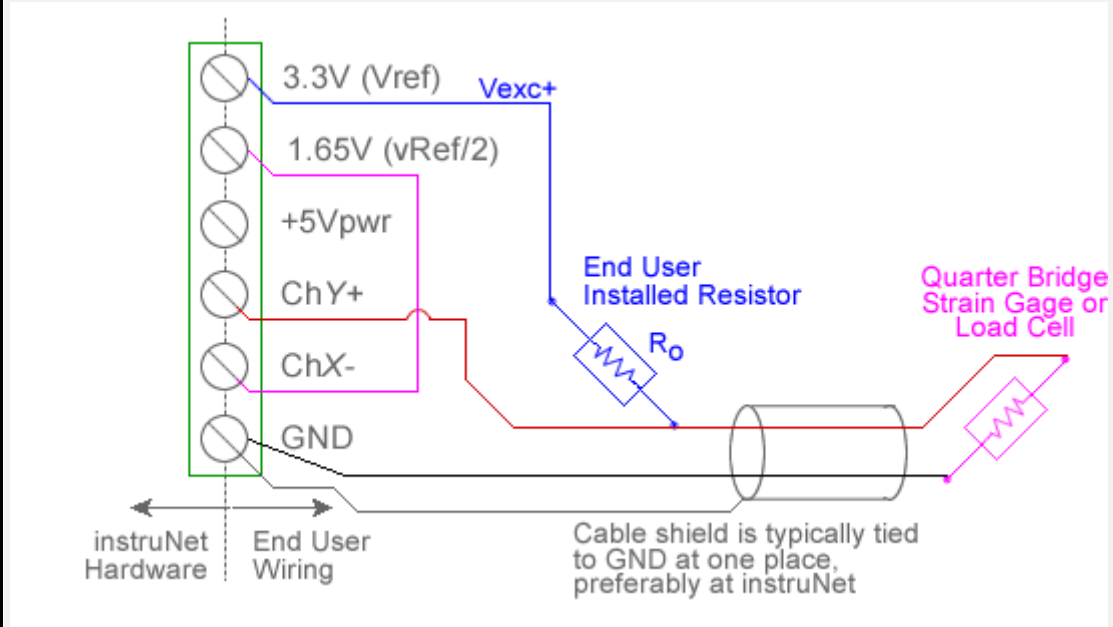 3.3V (Vref)
Vexc+
1.65V (vRef/2)
+5Vpwr
ChY+
ChX-
GND
End User
Installed Resistor
Ro
Quarter Bridge
Strain Gage or
Load Cell
instruNet
Hardware
End User
Wiring
Cable shield is typically tied
to GND at one place,
preferably at instruNet